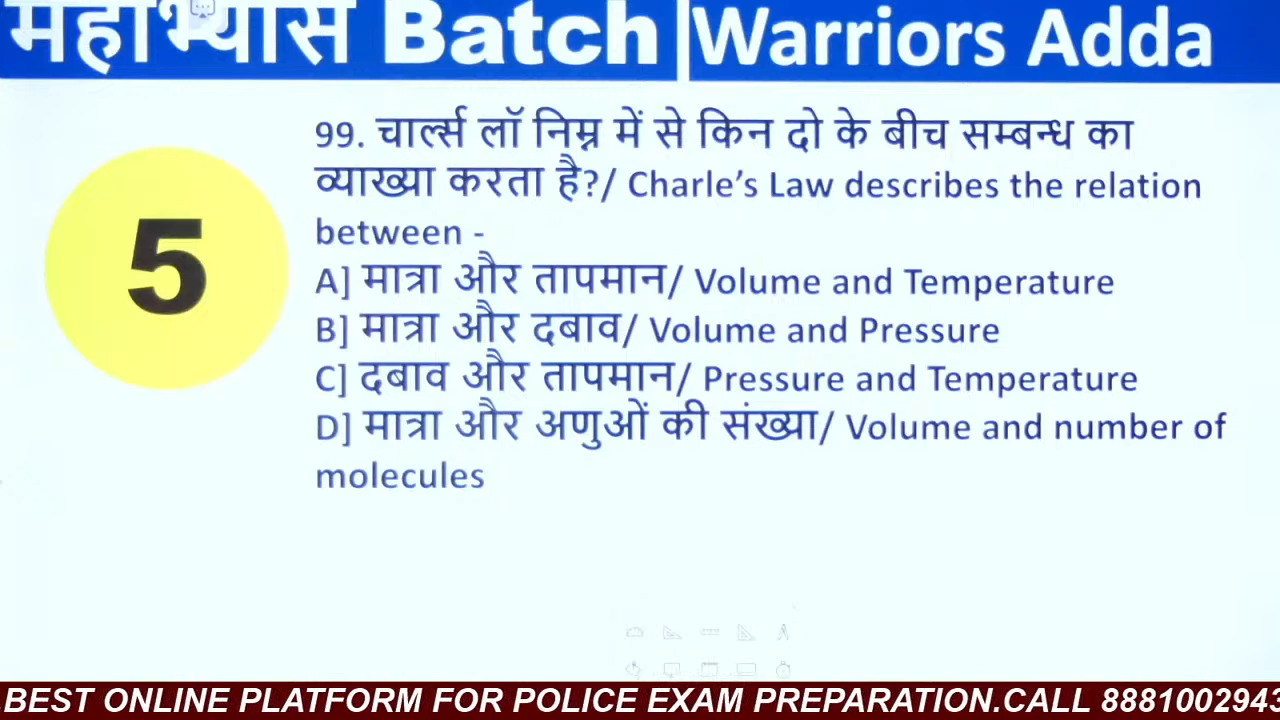 महाभ्यास Batch Warriors Adda
5
99. चार्ल्स लॉ निम्न में से किन दो के बीच सम्बन्ध का
व्याख्या करता है?/ Charle’s Law describes the relation
between -
A] मात्रा और तापमान/ Volume and Temperature
B] मात्रा और दबाव/ Volume and Pressure
C] दबाव और तापमान/ Pressure and Temperature
D] मात्रा और अणुओं की संख्या/ Volume and number of
molecules
.BEST ONLINE PLATFORM FOR POLICE EXAM PREPARATION.CALL 8881002943